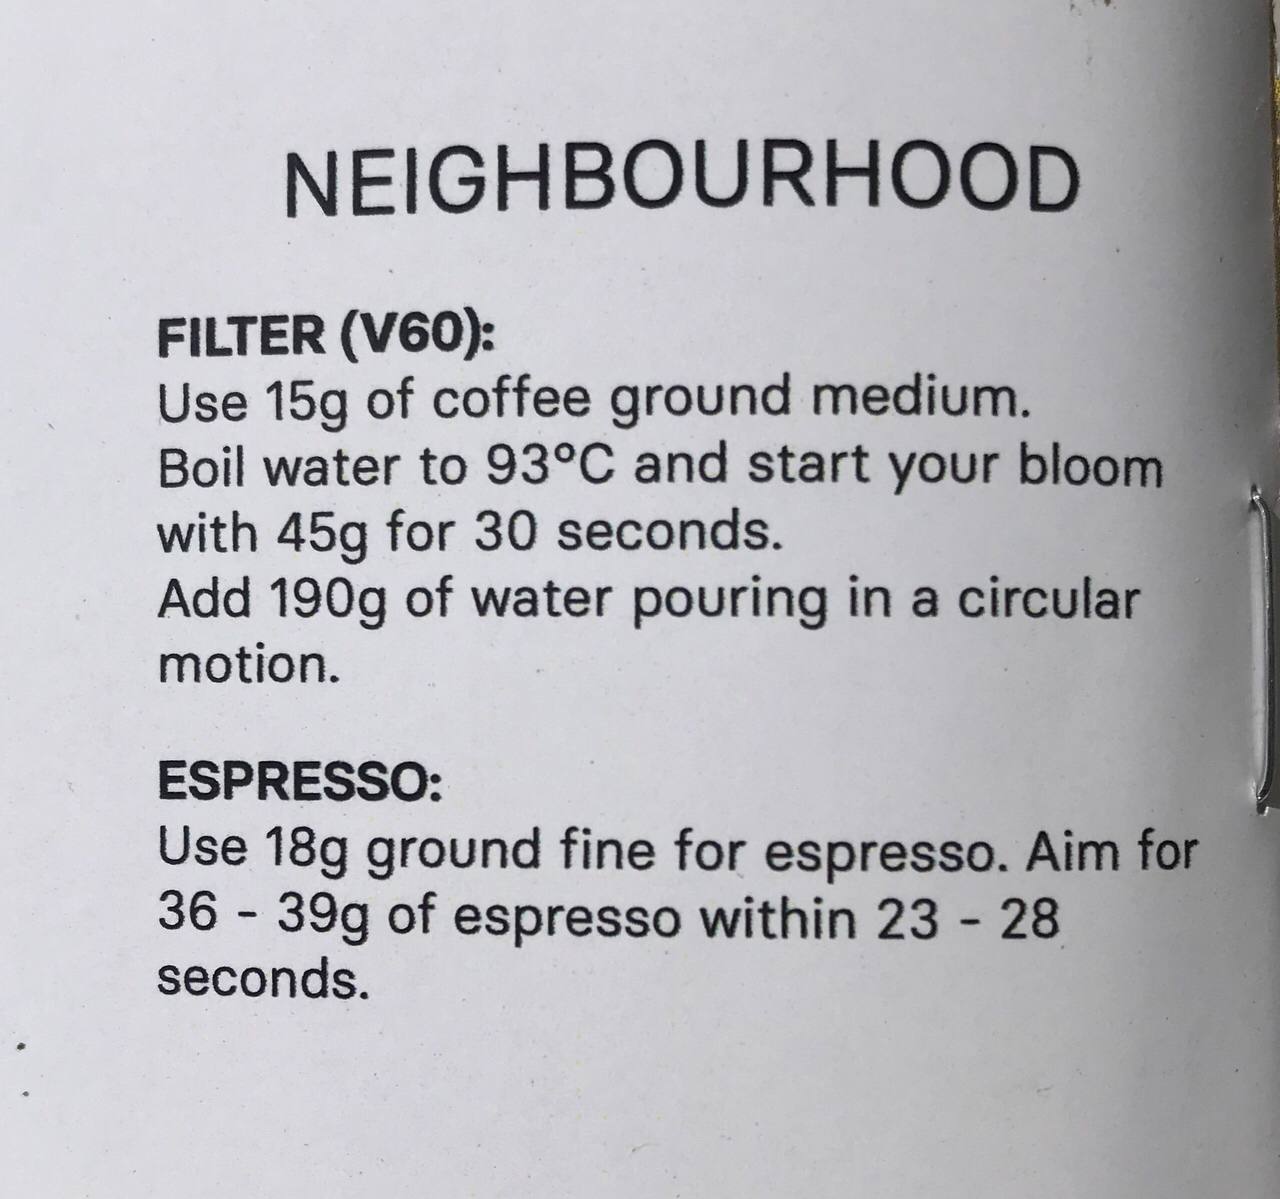 NEIGHBOURHOOD
FILTER (V60):
Use 15g of coffee ground medium.
Boil water to 93°C and start your bloom
with 45g for 30 seconds.
Add 190g of water pouring in a circular
motion.
ESPRESSO:
Use 18g ground fine for espresso. Aim for
36 - 39g of espresso within 23 - 28
seconds.